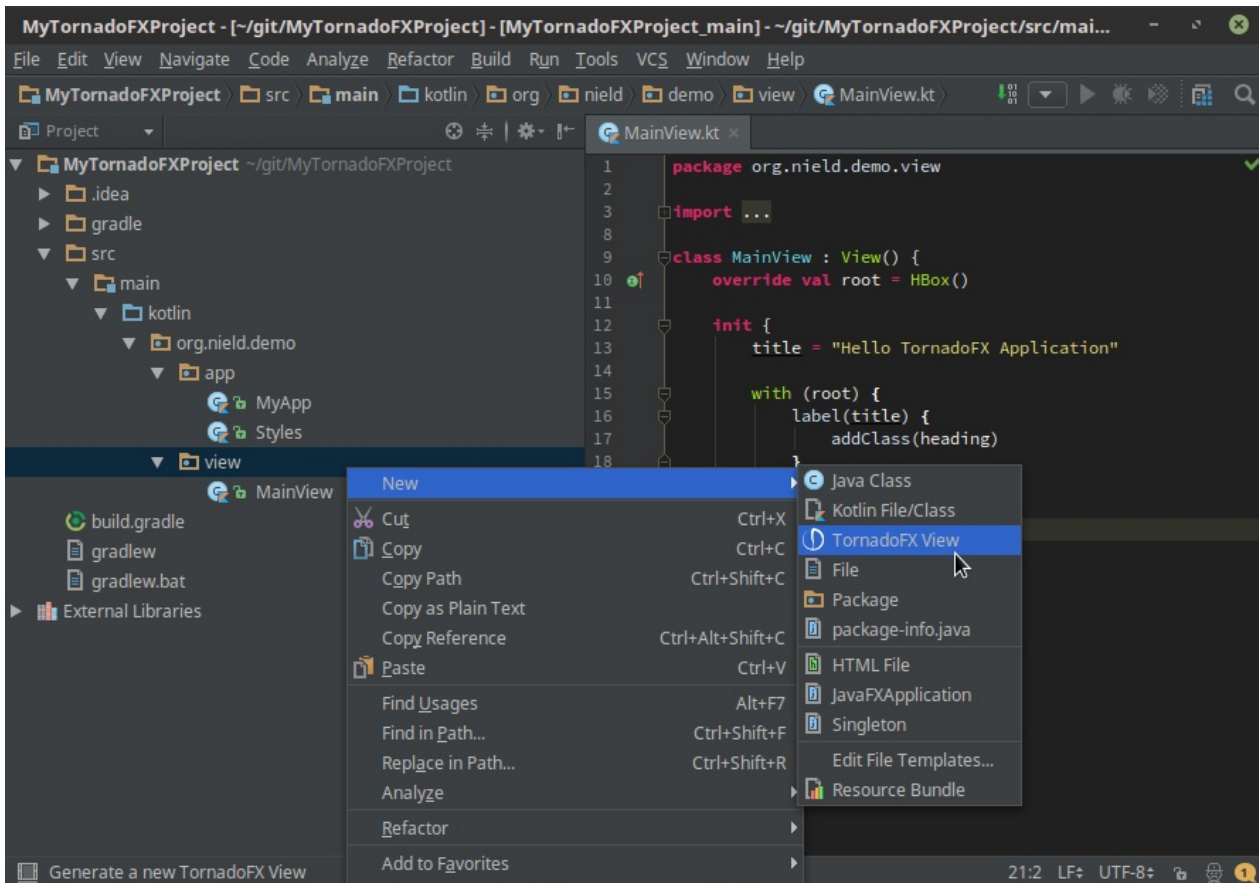 MyTornadoFXProject - [~/git/MyTornadoFXProject] - [MyTornadoFXProject_main] - ~/git/MyTornadoFXProject/src/mai...
File Edit View Navigate Code Analyze Refactor Build Run Tools VCS Window Help
MyTornadoFXProject src main kotlin org nield demo view MainView.kt
Project
MainView.kt
MyTornadoFXProject ~/git/MyTornadoFXProject
.idea
gradle
src
main
kotlin
org.nield.demo
app
MyApp
Styles
view
MainView
build.gradle
gradlew
gradlew.bat
External Libraries
1 package org.nield.demo.view
2
3 import ...
8
9 class MainView : View() {
10 override val root = HBox()
11
12 init {
13 title = "Hello TornadoFX Application"
14
15 with (root) {
16 label(title) {
17 addClass(heading)
18 }
New
Cut Ctrl+X
Copy Ctrl+C
Copy Path Ctrl+Shift+C
Copy as Plain Text
Copy Reference Ctrl+Alt+Shift+C
Paste Ctrl+V
Find Usages Alt+F7
Find in Path... Ctrl+Shift+F
Replace in Path... Ctrl+Shift+R
Analyze
Refactor
Add to Favorites
Java Class
Kotlin File/Class
TornadoFX View
File
Package
package-info.java
HTML File
JavaFXApplication
Singleton
Edit File Templates...
Resource Bundle
Generate a new TornadoFX View
21:2 LF UTF-8 1